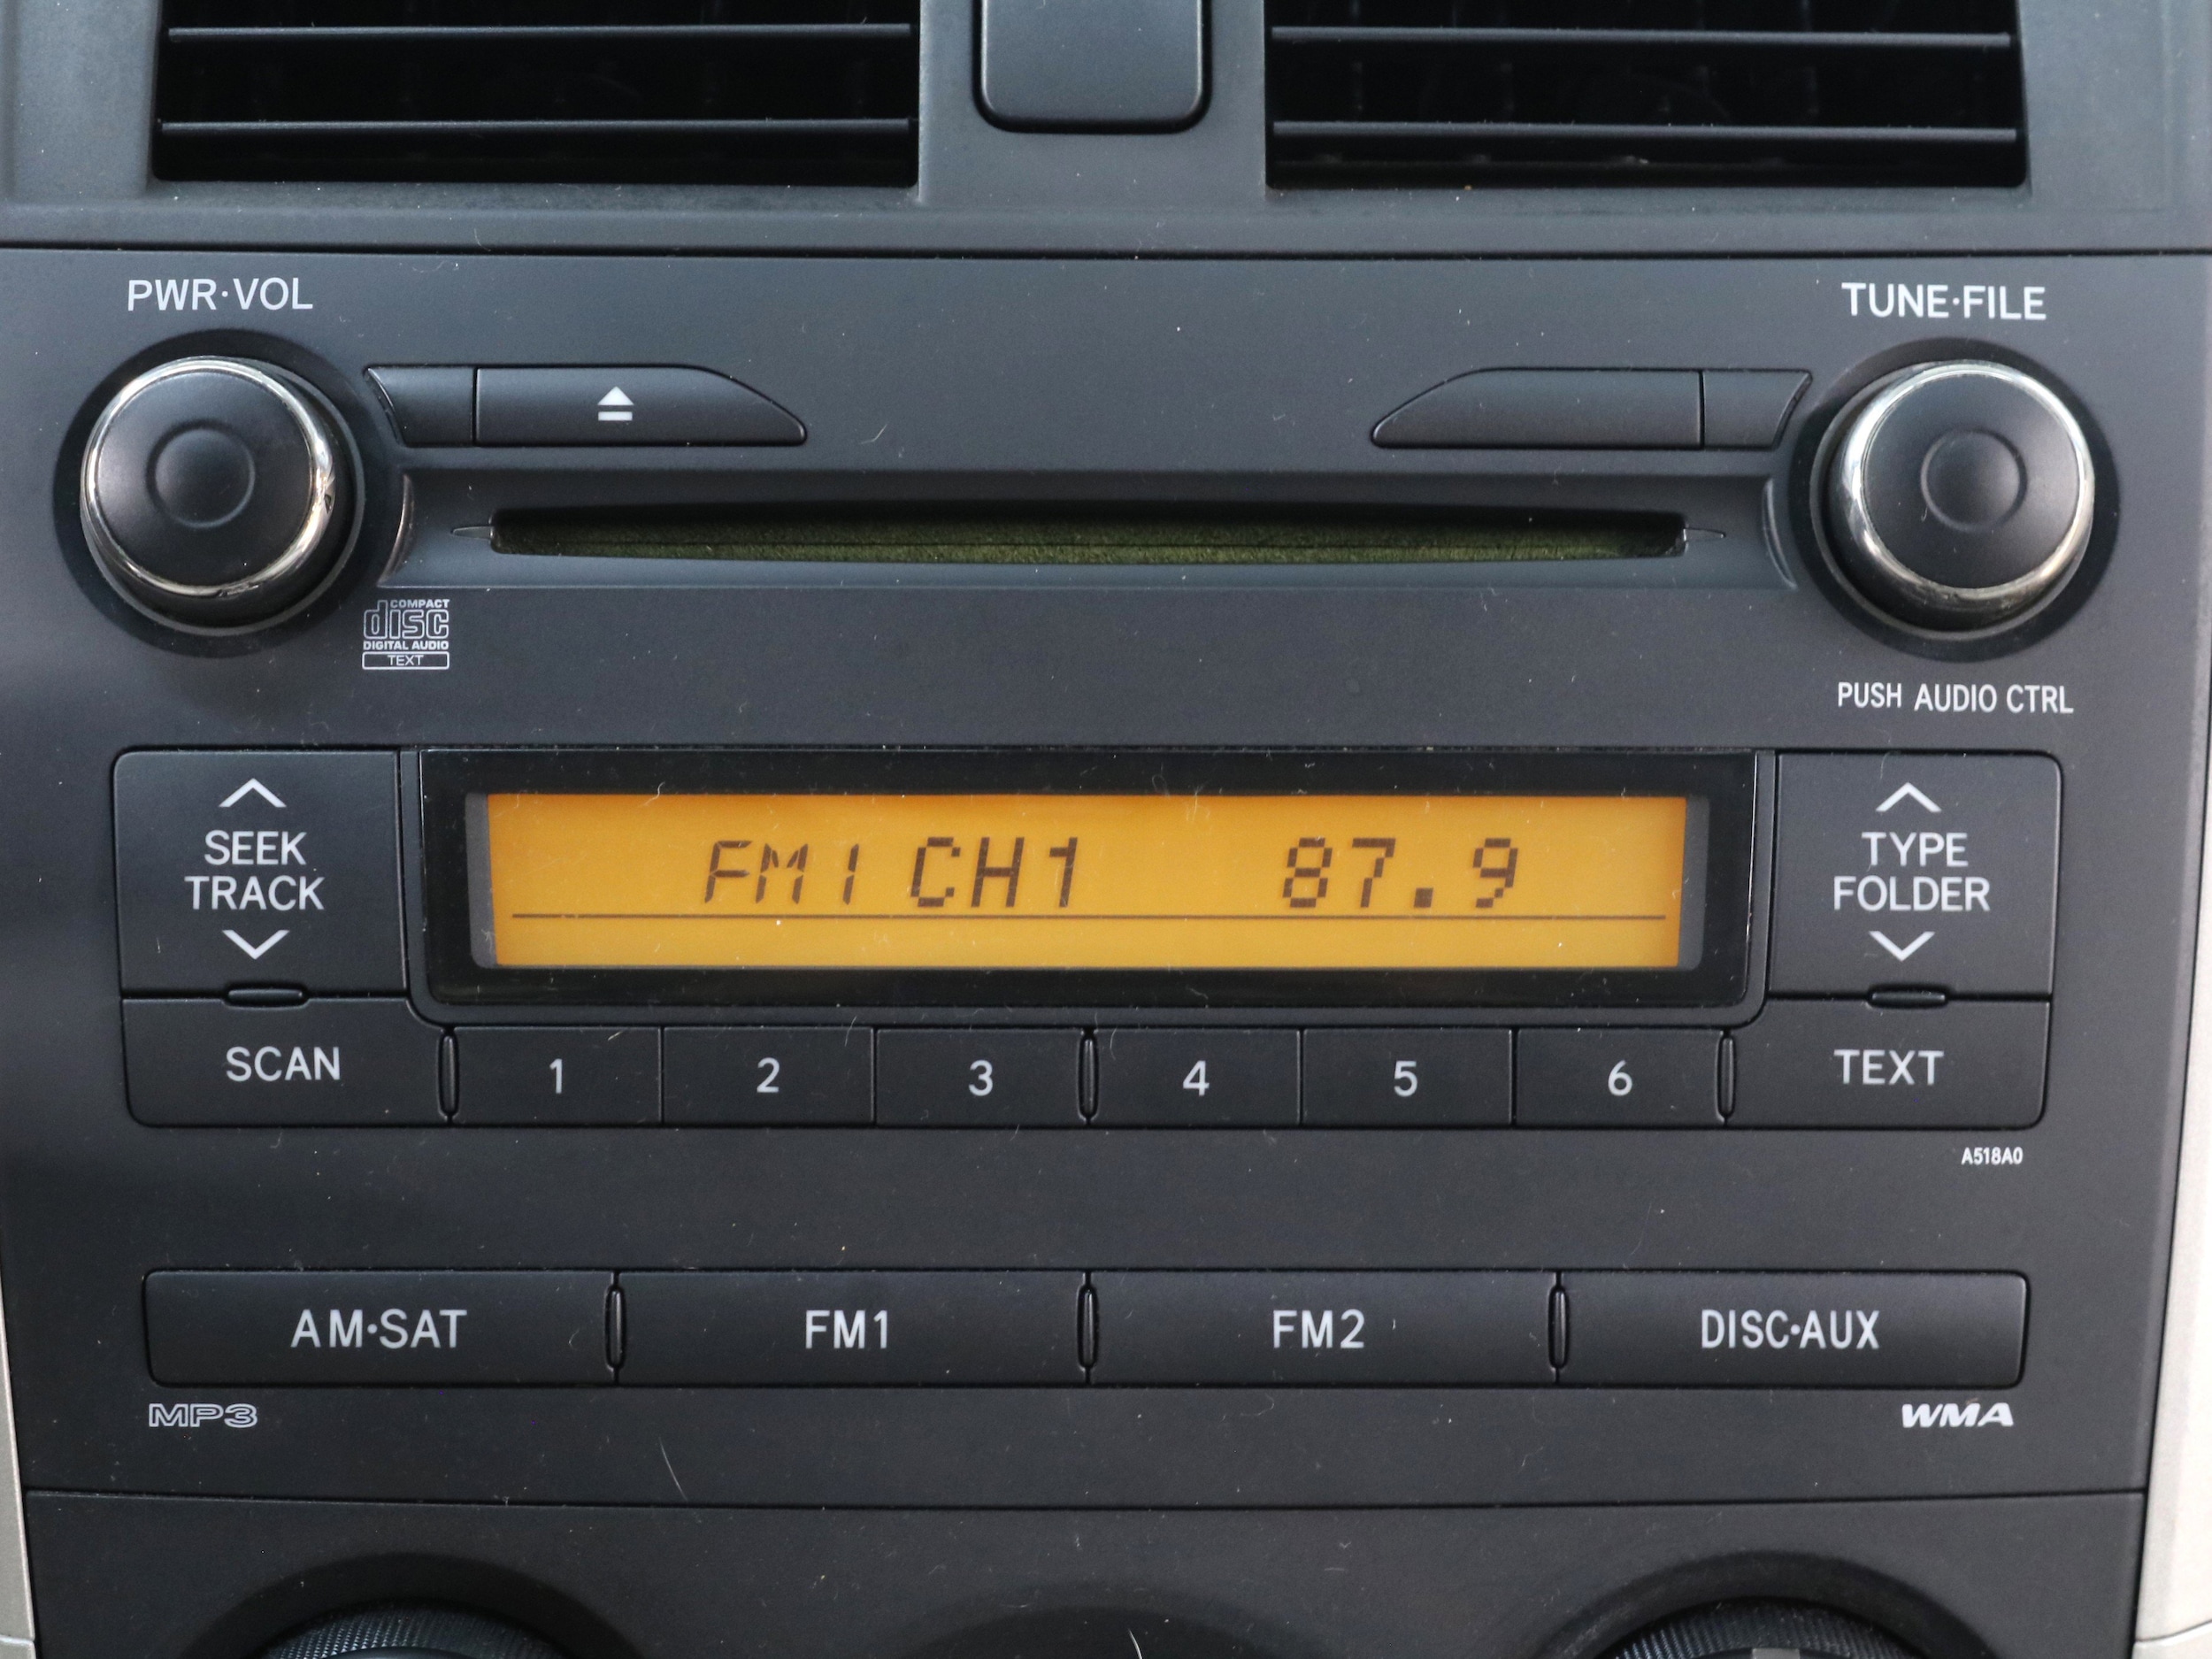 PWR·VOL
TUNE·FILE
COMPACT
disc
DIGITAL AUDIO
TEXT
PUSH AUDIO CTRL
SEEK
TRACK
FM1 CH1 87.9
TYPE
FOLDER
SCAN 1 2 3 4 5 6 TEXT
A518A0
AM·SAT FM1 FM2 DISC·AUX
MP3 WMA